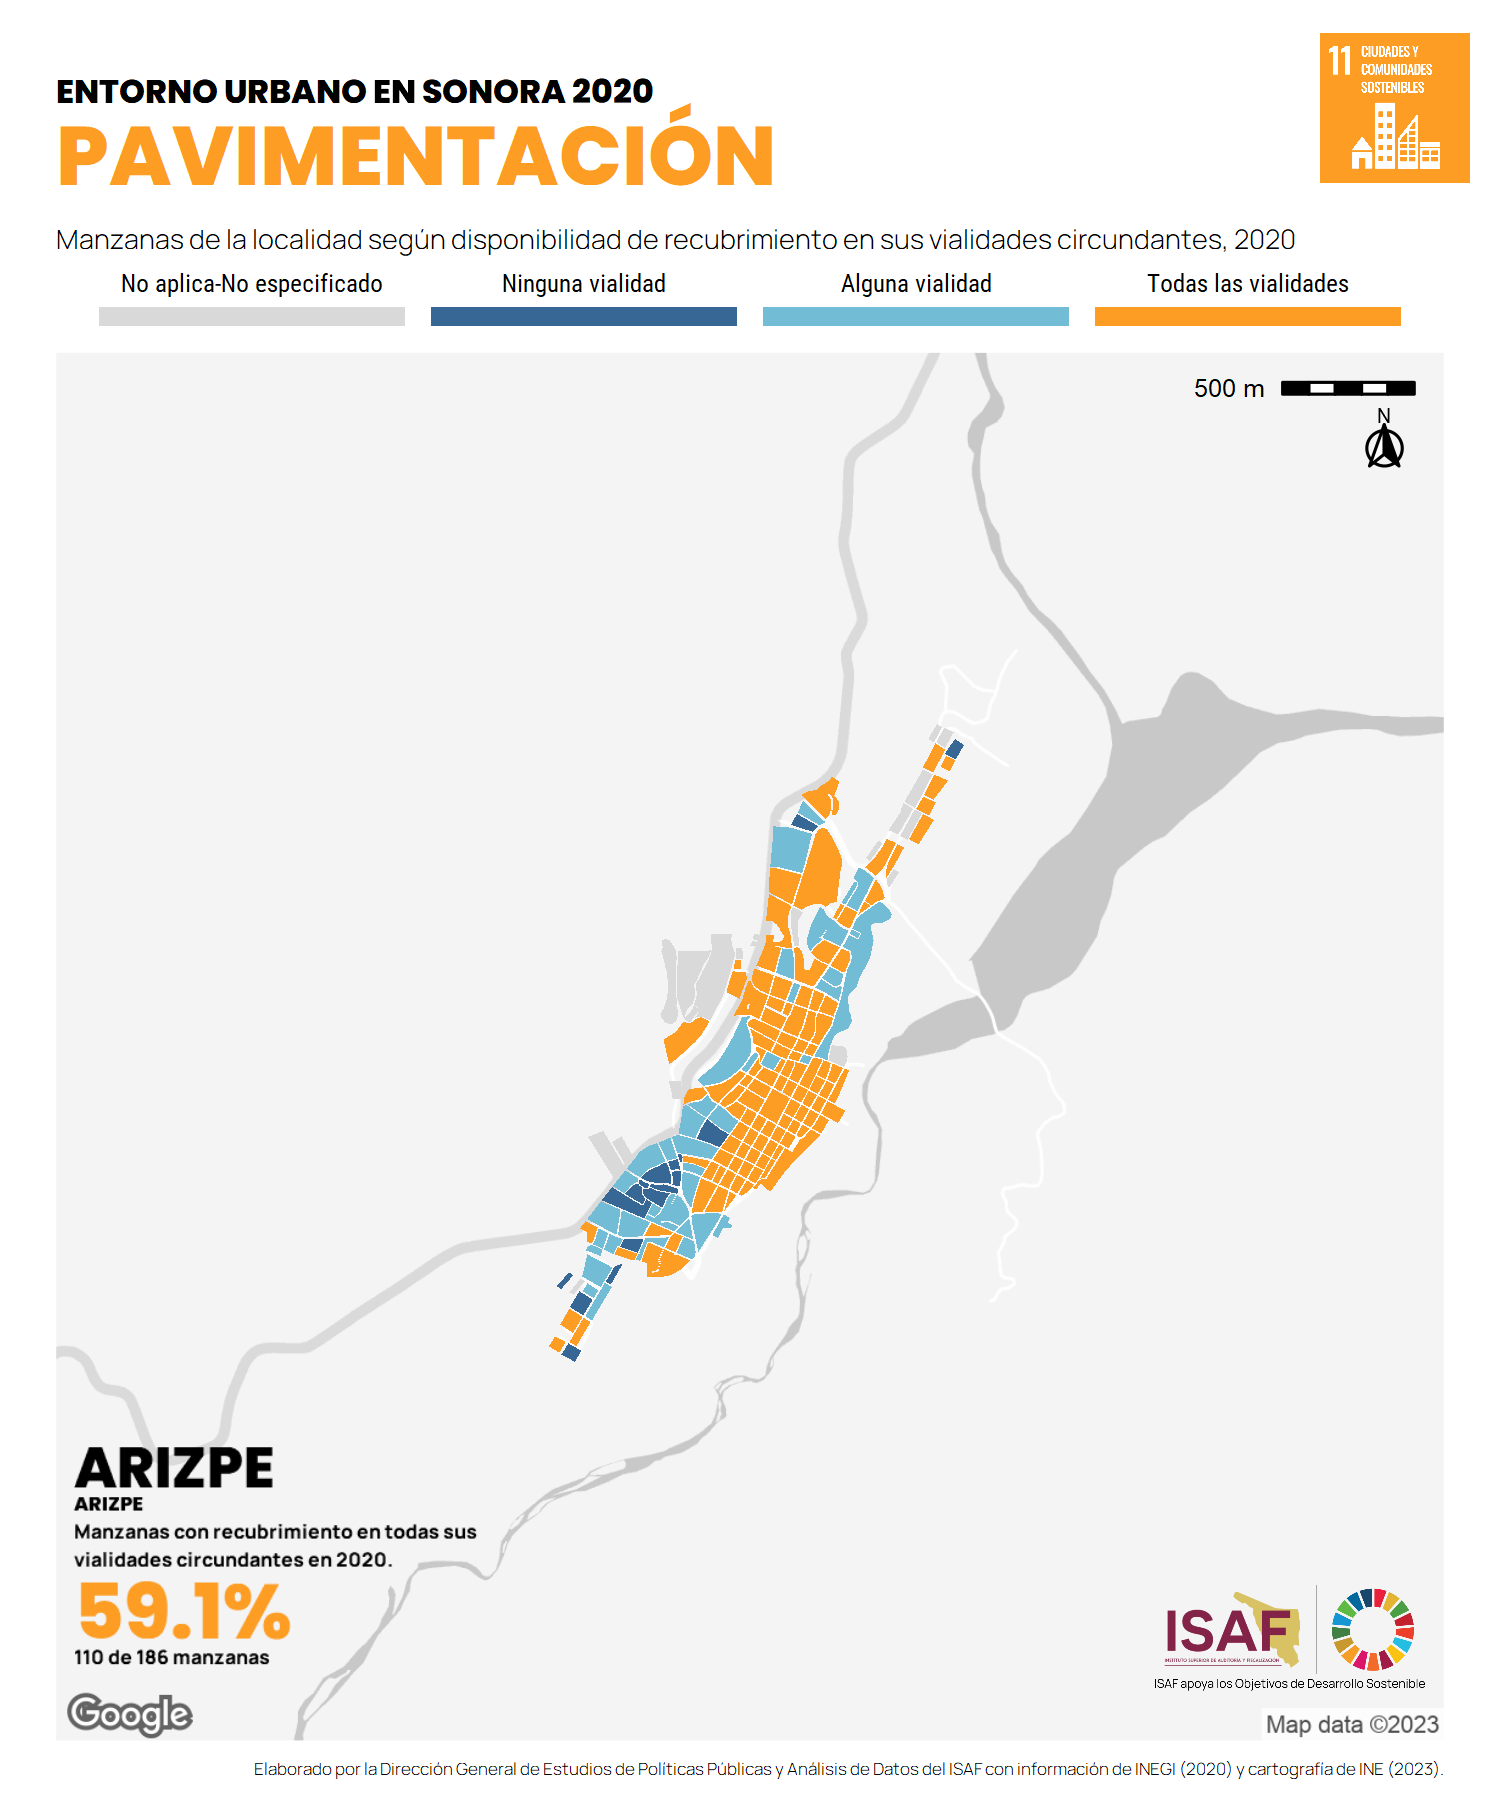 11 CIUDADES Y
COMUNIDADES
SOSTENIBLES
ENTORNO URBANO EN SONORA 2020
PAVIMENTACIÓN
Manzanas de la localidad según disponibilidad de recubrimiento en sus vialidades circundantes, 2020
No aplica-No especificado
Ninguna vialidad
Alguna vialidad
Todas las vialidades
500 m
N
ARIZPE
ARIZPE
Manzanas con recubrimiento en todas sus
vialidades circundantes en 2020.
59.1%
110 de 186 manzanas
Google
ISAF
INSTITUTO SUPERIOR DE AUDITORÍA Y FISCALIZACIÓN
ISAF apoya los Objetivos de Desarrollo Sostenible
Map data ©2023
Elaborado por la Dirección General de Estudios de Políticas Públicas y Análisis de Datos del ISAF con información de INEGI (2020) y cartografía de INE (2023).